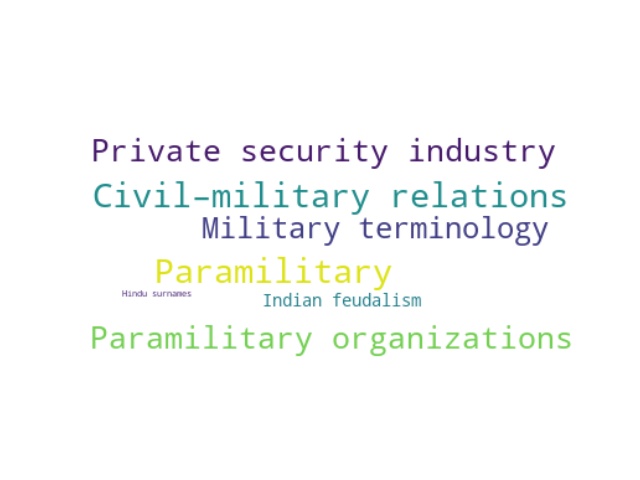 Private security industry
Civil–military relations
Military terminology
Paramilitary
Hindu surnames
Indian feudalism
Paramilitary organizations